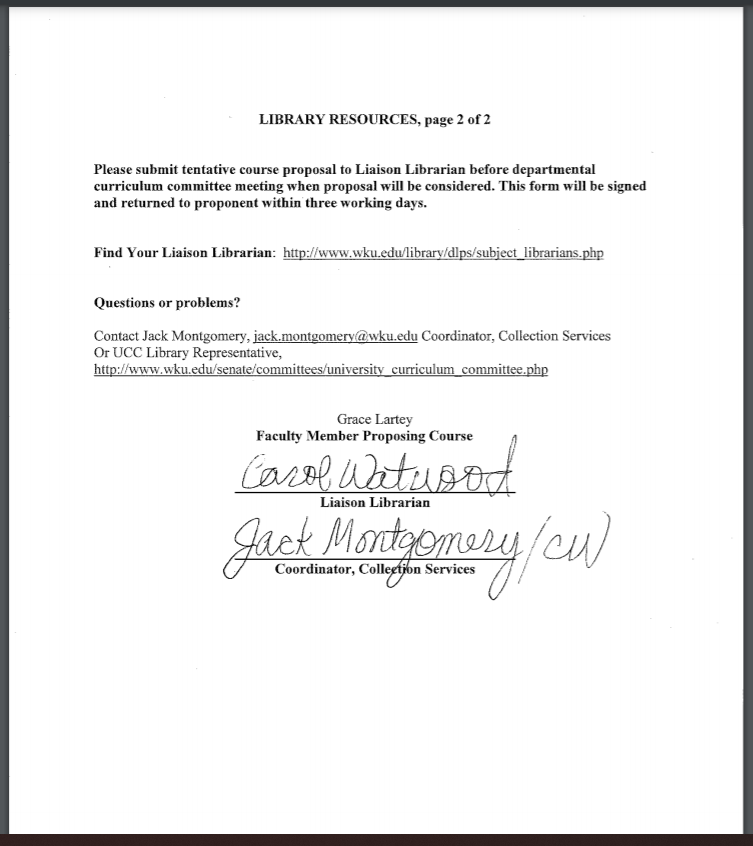 LIBRARY RESOURCES, page 2 of 2
Please submit tentative course proposal to Liaison Librarian before departmental
curriculum committee meeting when proposal will be considered. This form will be signed
and returned to proponent within three working days.
Find Your Liaison Librarian: http://www.wku.edu/library/dlps/subject_librarians.php
Questions or problems?
Contact Jack Montgomery, jack.montgomery@wku.edu Coordinator, Collection Services
Or UCC Library Representative,
http://www.wku.edu/senate/committees/university_curriculum_committee.php
Grace Lartey
Faculty Member Proposing Course
Carol Watwood
Liaison Librarian
Jack Montgomery/CW
Coordinator, Collection Services